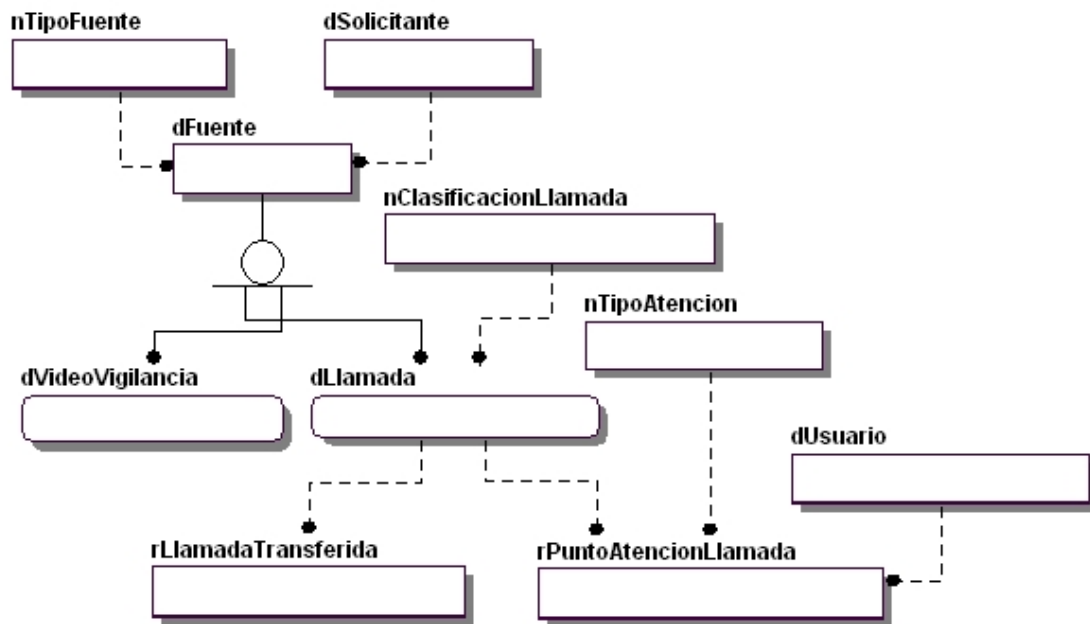 nTipoFuente
dSolicitante
dFuente
nClasificacionLlamada
nTipoAtencion
dVideoVigilancia
dLlamada
dUsuario
rLlamadaTransferida
rPuntoAtencionLlamada